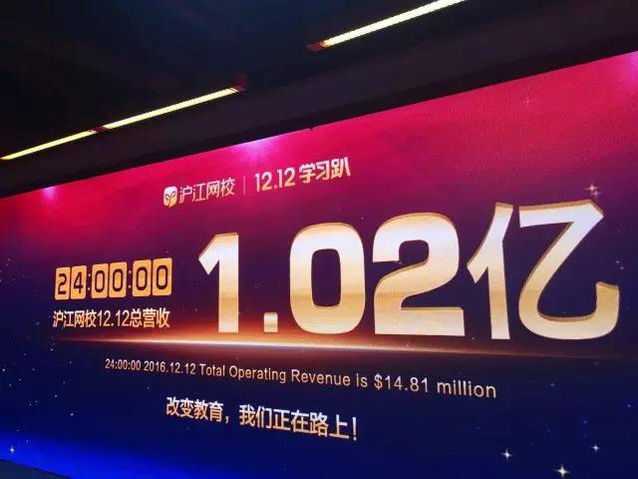 沪江网校 | 12.12 学习趴
24:00:00
1.02亿
沪江网校12.12总营收
24:00:00 2016.12.12 Total Operating Revenue is $14.81 million
改变教育，我们正在路上！